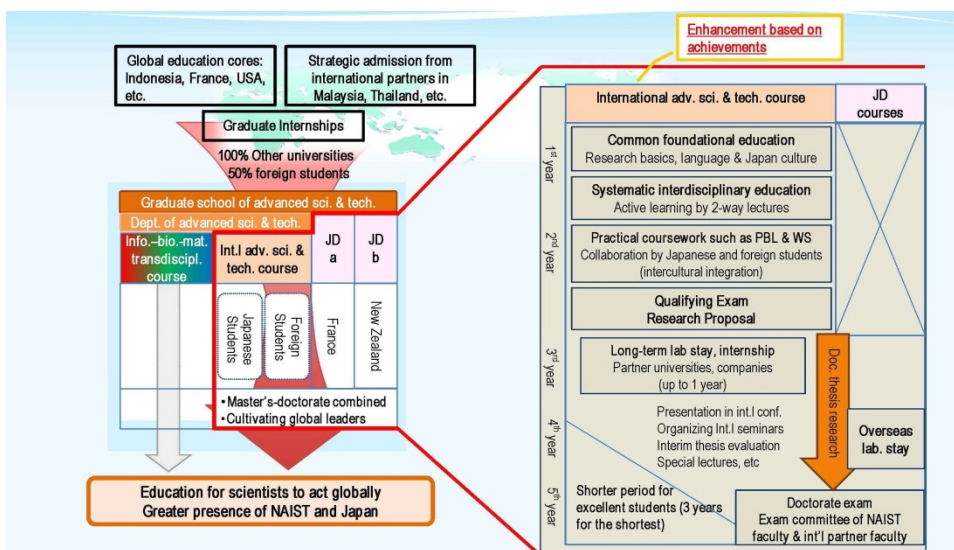 Global education cores:
Indonesia, France, USA,
etc.
Strategic admission from
international partners in
Malaysia, Thailand, etc.
Graduate Internships
100% Other universities
50% foreign students
Graduate school of advanced sci. & tech.
Dept. of advanced sci. & tech.
Info.–bio.-mat.
transdiscipl.
course
Int.l adv. sci. &
tech. course
JD
a
JD
b
Japanese
Students
Foreign
Students
France
New Zealand
•Master's-doctorate combined
•Cultivating global leaders
Education for scientists to act globally
Greater presence of NAIST and Japan
Enhancement based on
achievements
International adv. sci. & tech. course
JD
courses
1st
year
Common foundational education
Research basics, language & Japan culture
Systematic interdisciplinary education
Active learning by 2-way lectures
2nd
year
Practical coursework such as PBL & WS
Collaboration by Japanese and foreign students
(intercultural integration)
Qualifying Exam
Research Proposal
3rd
year
Long-term lab stay, internship
Partner universities, companies
(up to 1 year)
Doc. thesis research
4th
year
Presentation in int.l conf.
Organizing Int.l seminars
Interim thesis evaluation
Special lectures, etc
Overseas
lab. stay
5th
year
Shorter period for
excellent students (3 years
for the shortest)
Doctorate exam
Exam committee of NAIST
faculty & int'l partner faculty